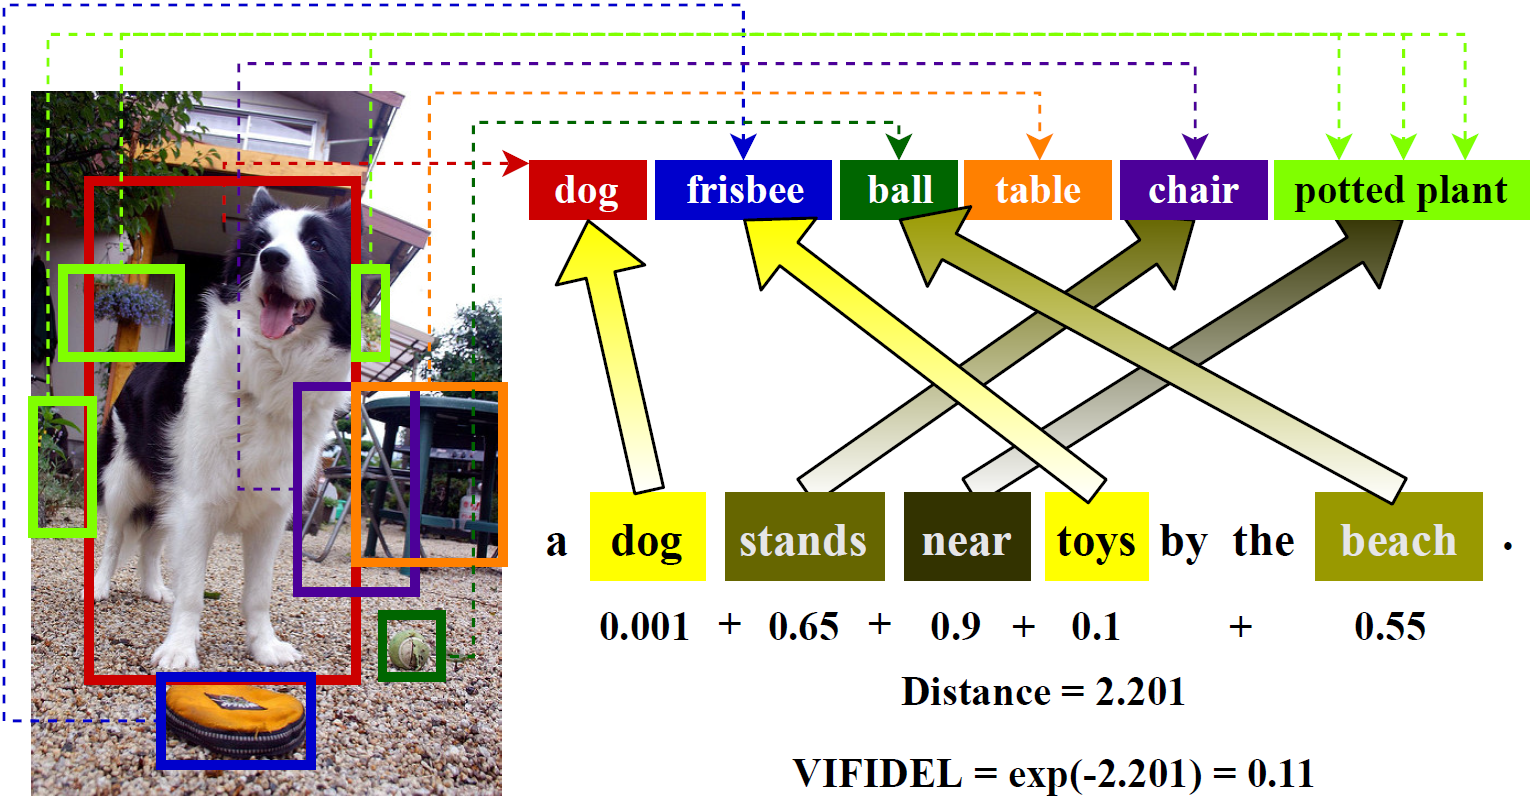 dog frisbee ball table chair potted plant
a dog stands near toys by the beach .
0.001 + 0.65 + 0.9 + 0.1 + 0.55
Distance = 2.201
VIFIDEL = exp(-2.201) = 0.11